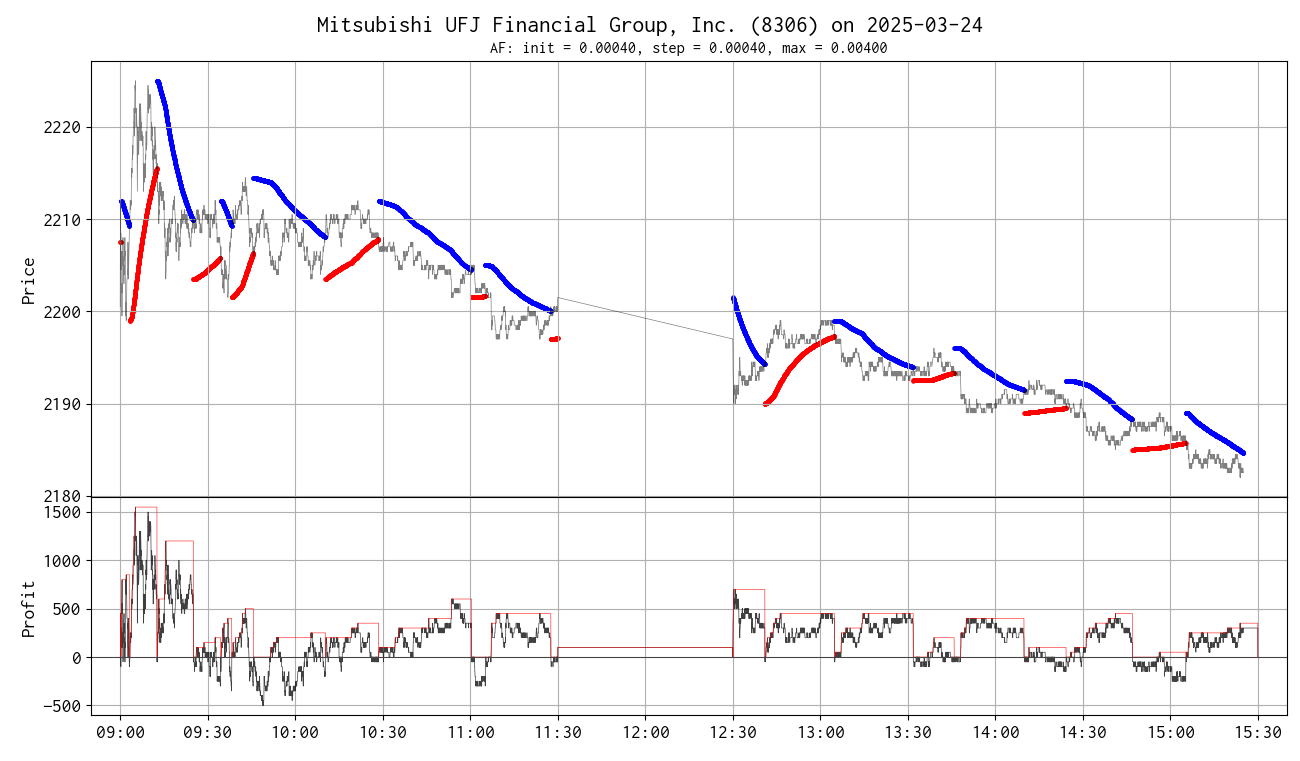 Mitsubishi UFJ Financial Group, Inc. (8306) on 2025-03-24
AF: init = 0.00040, step = 0.00040, max = 0.00400
Price
2220
2210
2200
2190
2180
Profit
1500
1000
500
0
−500
09:00 09:30 10:00 10:30 11:00 11:30 12:00 12:30 13:00 13:30 14:00 14:30 15:00 15:30